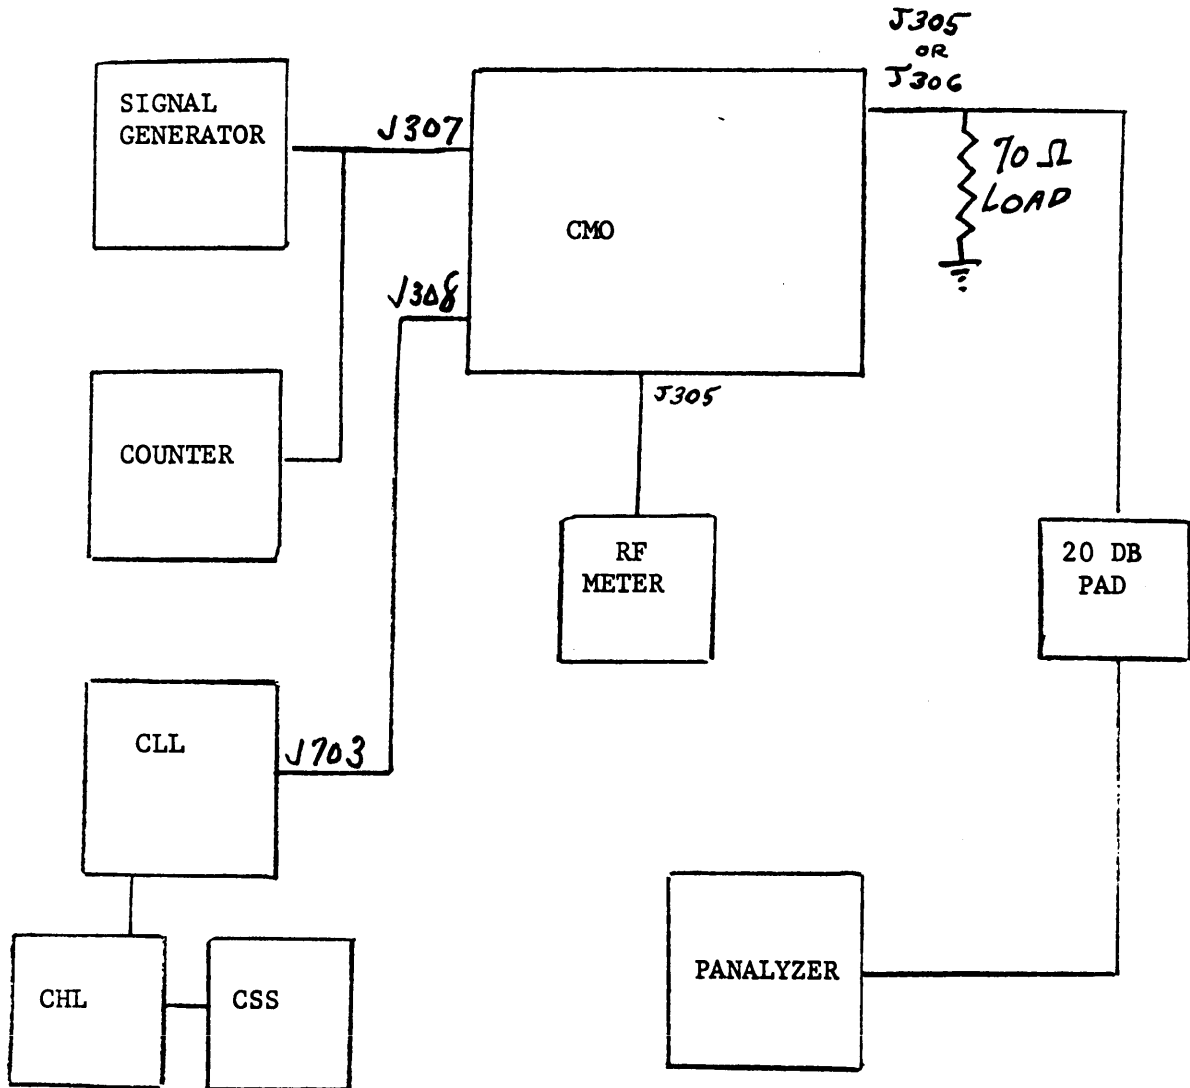 J305
OR
J306
SIGNAL
GENERATOR
J307
70 Ω
LOAD
CMO
J308
J305
COUNTER
RF
METER
20 DB
PAD
CLL
J703
PANALYZER
CHL
CSS